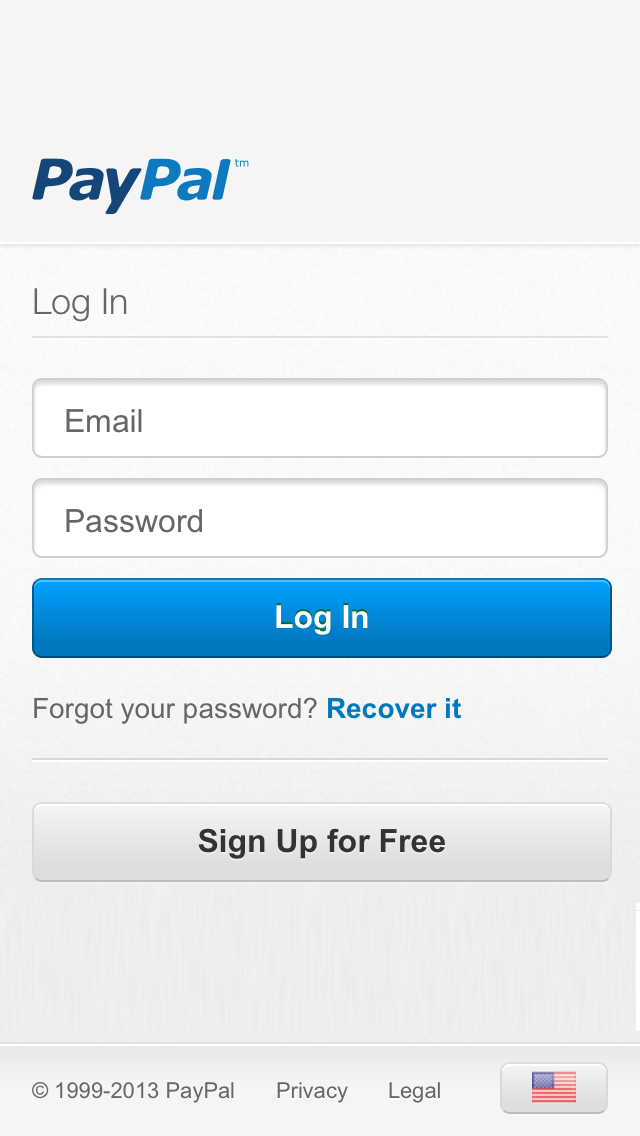 PayPal tm
Log In
Email
Password
Log In
Forgot your password? Recover it
Sign Up for Free
© 1999-2013 PayPal Privacy Legal